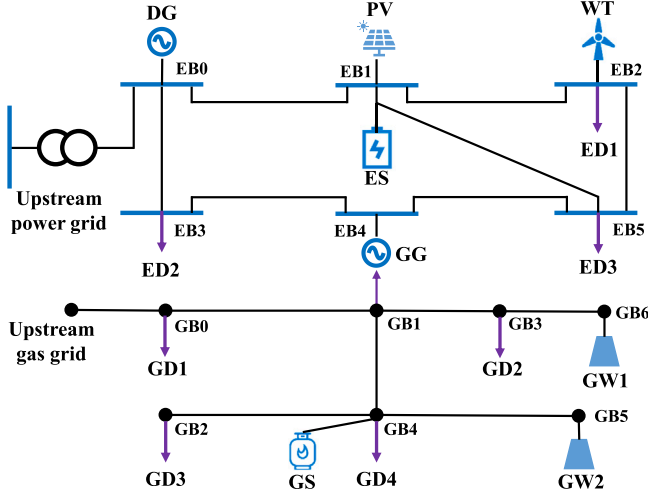 DG
PV
WT
EB0
EB1
EB2
ED1
ES
Upstream
power grid
EB3
EB4
EB5
ED2
GG
ED3
Upstream
gas grid
GB0
GB1
GB3
GB6
GD1
GD2
GW1
GB2
GB4
GB5
GD3
GS
GD4
GW2